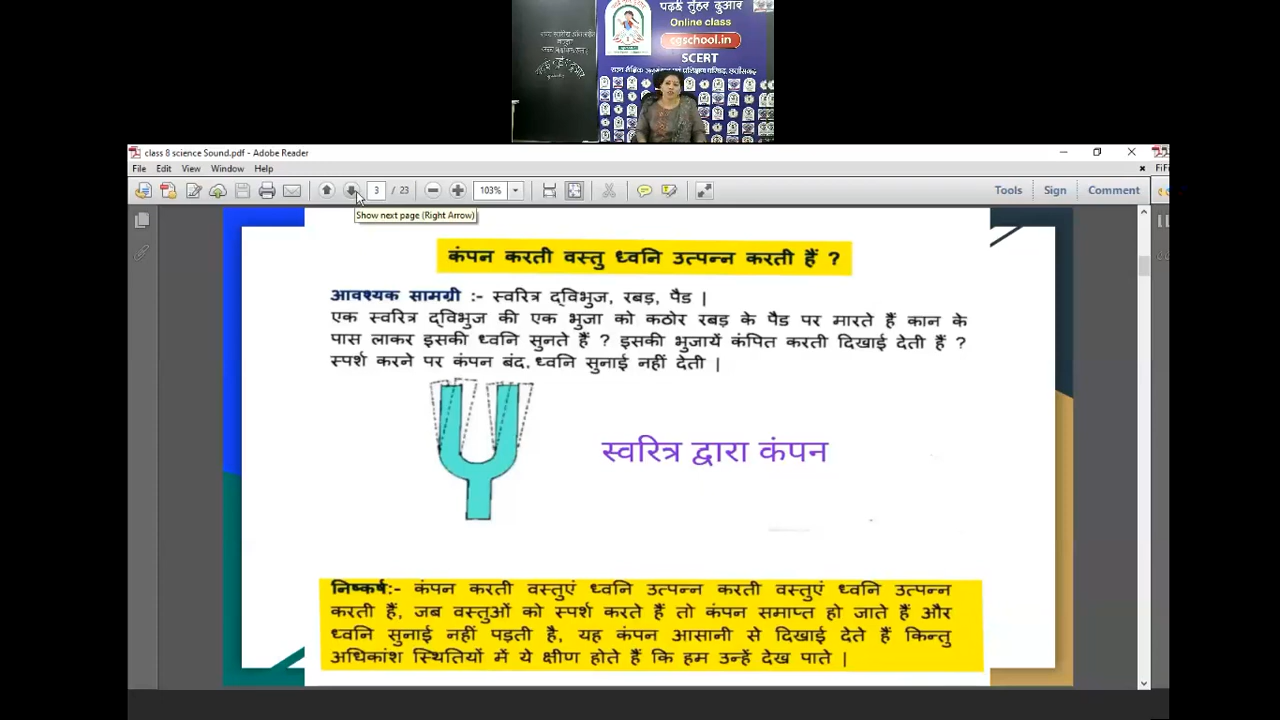 पढ़ई तुंहर दुआर
Online class
cgschool.in
SCERT
class 8 science Sound.pdf - Adobe Reader
File Edit View Window Help
3 / 23 103% Tools Sign Comment
Show next page (Right Arrow)
कंपन करती वस्तु ध्वनि उत्पन्न करती हैं ?
आवश्यक सामग्री :- स्वरित्र द्विभुज, रबड़, पैड |
एक स्वरित्र द्विभुज की एक भुजा को कठोर रबड़ के पैड पर मारते हैं कान के
पास लाकर इसकी ध्वनि सुनते हैं ? इसकी भुजायें कंपित करती दिखाई देती हैं ?
स्पर्श करने पर कंपन बंद, ध्वनि सुनाई नहीं देती |
स्वरित्र द्वारा कंपन
निष्कर्ष:- कंपन करती वस्तुएं ध्वनि उत्पन्न करती वस्तुएं ध्वनि उत्पन्न
करती हैं, जब वस्तुओं को स्पर्श करते हैं तो कंपन समाप्त हो जाते हैं और
ध्वनि सुनाई नहीं पड़ती है, यह कंपन आसानी से दिखाई देते हैं किन्तु
अधिकांश स्थितियों में ये क्षीण होते हैं कि हम उन्हें देख पाते |